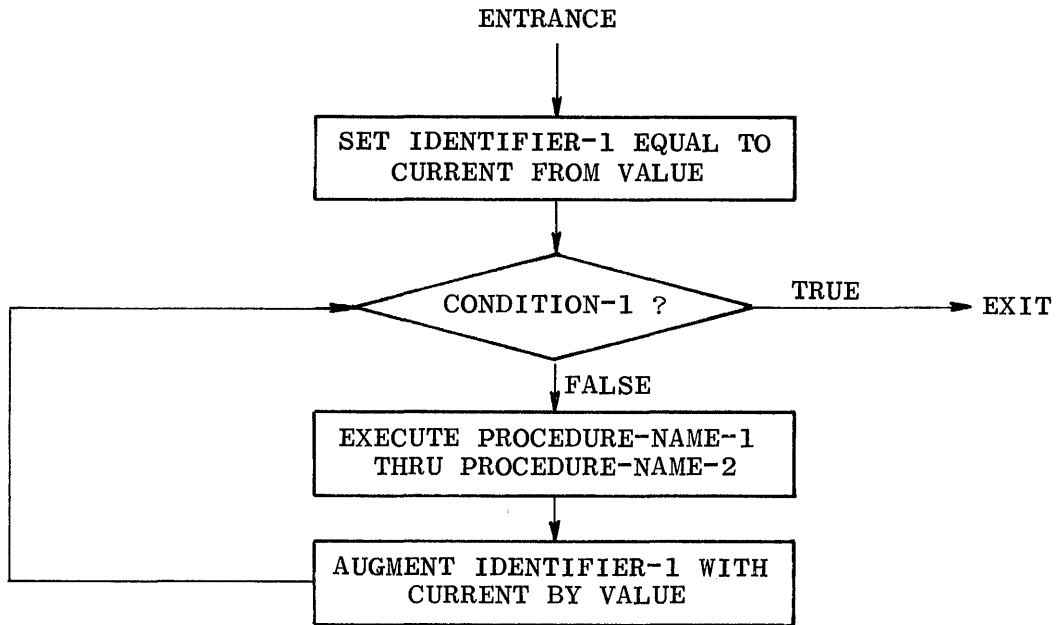 ENTRANCE
SET IDENTIFIER-1 EQUAL TO
CURRENT FROM VALUE
CONDITION-1 ?
TRUE
EXIT
FALSE
EXECUTE PROCEDURE-NAME-1
THRU PROCEDURE-NAME-2
AUGMENT IDENTIFIER-1 WITH
CURRENT BY VALUE